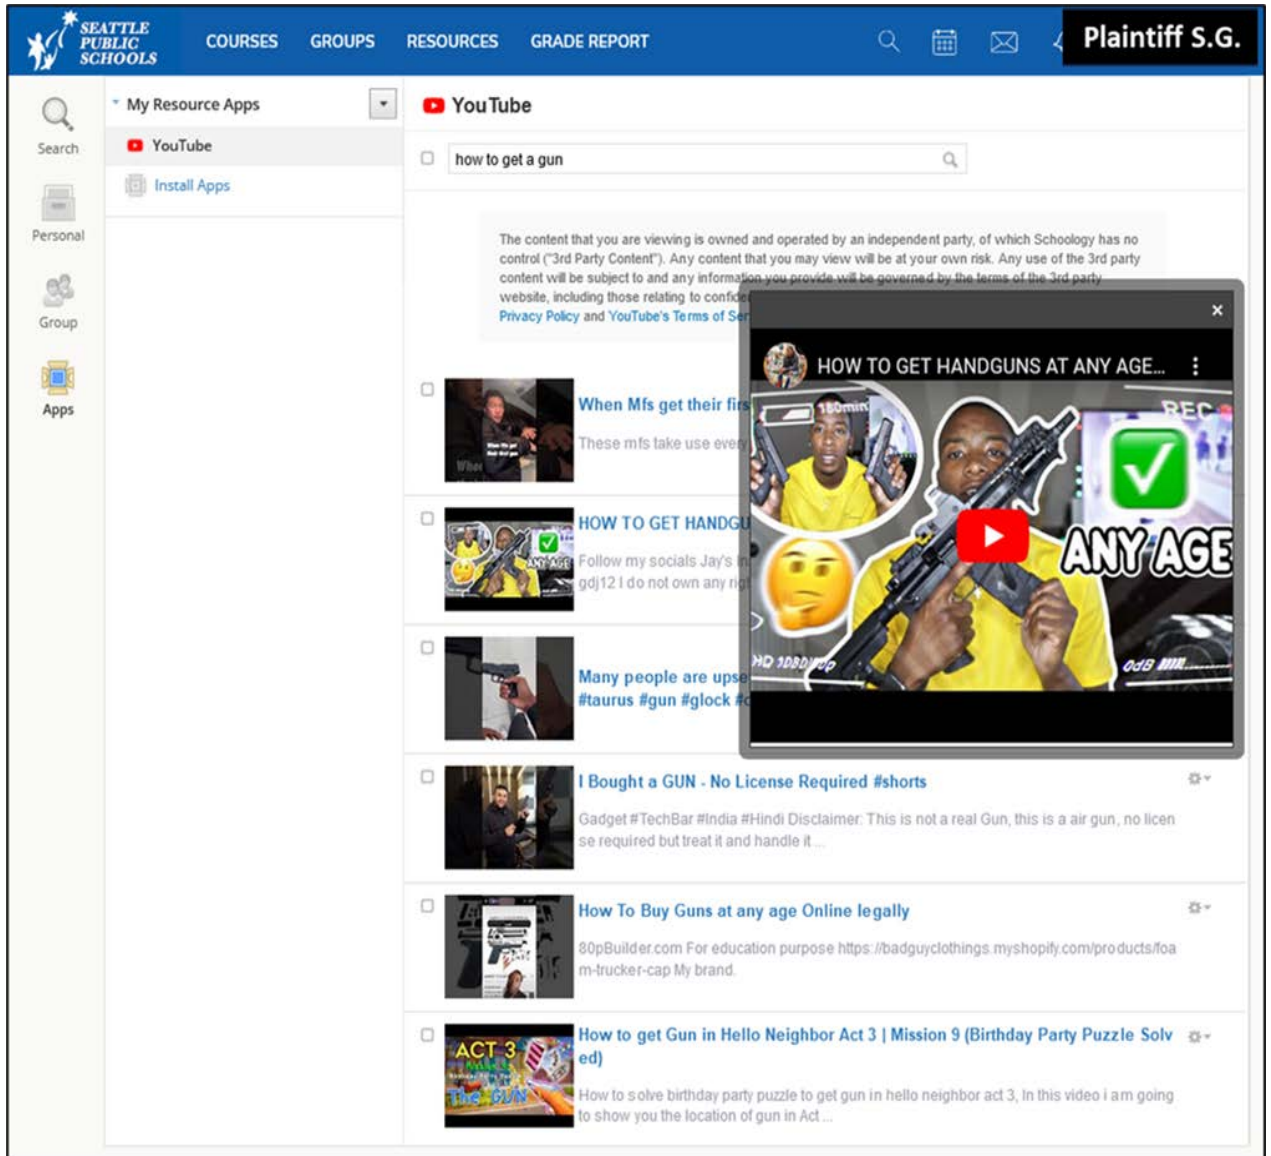 SEATTLE
PUBLIC
SCHOOLS
COURSES GROUPS RESOURCES GRADE REPORT
Plaintiff S.G.
Search
Personal
Group
Apps
My Resource Apps
YouTube
Install Apps
YouTube
how to get a gun
The content that you are viewing is owned and operated by an independent party, of which Schoology has no
control ("3rd Party Content"). Any content that you may view will be at your own risk. Any use of the 3rd party
content will be subject to and any information you provide will be governed by the terms of the 3rd party
website, including those relating to
Privacy Policy and YouTube's Terms of
HOW TO GET HANDGUNS AT ANY AGE...
180min
REC
ANY AGE
0dB
When Mfs get their
These mfs take use
HOW TO GET
Follow my socials Jay's
gdj12 I do not own any
ANY AGE
Many people are
#taurus #gun #glock
I Bought a GUN - No License Required #shorts
Gadget #TechBar #India #Hindi Disclaimer: This is not a real Gun, this is a air gun, no licen
se required but treat it and handle it ...
How To Buy Guns at any age Online legally
80pBuilder.com For education purpose https://badguyclothings.myshopify.com/products/foa
m-trucker-cap My brand.
ACT 3
The GUN
How to get Gun in Hello Neighbor Act 3 | Mission 9 (Birthday Party Puzzle Solv
ed)
How to solve birthday party puzzle to get gun in hello neighbor act 3, In this video i am going
to show you the location of gun in Act ...